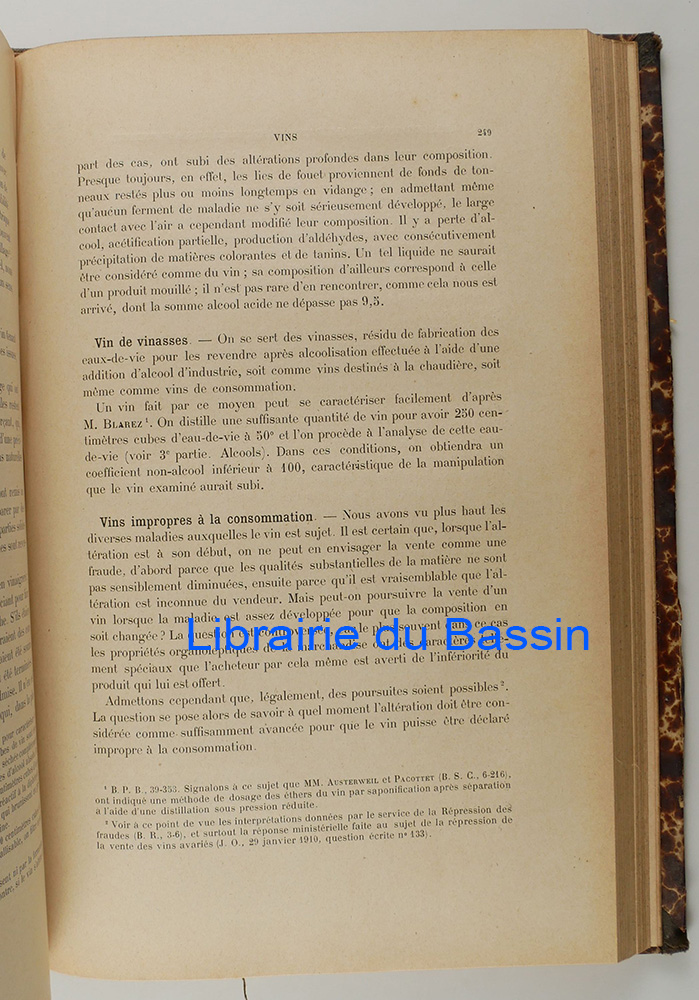 VINS 249
part des cas, ont subi des altérations profondes dans leur composition.
Presque toujours, en effet, les lies de fouet proviennent de fonds de ton-
neaux restés plus ou moins longtemps en vidange ; en admettant même
qu'aucun ferment de maladie ne s'y soit sérieusement développé, le large
contact avec l'air a cependant modifié leur composition. Il y a perte d'al-
cool, acétification partielle, production d'aldéhydes, avec consécutivement
précipitation de matières colorantes et de tanins. Un tel liquide ne saurait
être considéré comme du vin ; sa composition d'ailleurs correspond à celle
d'un produit mouillé ; il n'est pas rare d'en rencontrer, comme cela nous est
arrivé, dont la somme alcool acide ne dépasse pas 9,5.
Vin de vinasses. — On se sert des vinasses, résidu de fabrication des
eaux-de-vie pour les revendre après alcoolisation effectuée à l'aide d'une
addition d'alcool d'industrie, soit comme vins destinés à la chaudière, soit
même comme vins de consommation.
Un vin fait par ce moyen peut se caractériser facilement d'après
M. BLAREZ¹. On distille une suffisante quantité de vin pour avoir 250 cen-
timètres cubes d'eau-de-vie à 50° et l'on procède à l'analyse de cette eau-
de-vie (voir 3ᵉ partie. Alcools). Dans ces conditions, on obtiendra un
coefficient non-alcool inférieur à 100, caractéristique de la manipulation
que le vin examiné aurait subi.
Vins impropres à la consommation. — Nous avons vu plus haut les
diverses maladies auxquelles le vin est sujet. Il est certain que, lorsque l'al-
tération est à son début, on ne peut en envisager la vente comme une
fraude, d'abord parce que les qualités substantielles de la matière ne sont
pas sensiblement diminuées, ensuite parce qu'il est vraisemblable que l'al-
tération est inconnue du vendeur. Mais peut-on poursuivre la vente d'un
vin lorsque la maladie est assez développée pour que la composition en
soit changée ? La question est le plus souvent dans ce cas
les propriétés organoleptiques de la marchandise ont des caractères
ment spéciaux que l'acheteur par cela même est averti de l'infériorité du
produit qui lui est offert.
Librairie du Bassin
Admettons cependant que, légalement, des poursuites soient possibles².
La question se pose alors de savoir à quel moment l'altération doit être con-
sidérée comme suffisamment avancée pour que le vin puisse être déclaré
impropre à la consommation.
¹ B. P. B., 39-353. Signalons à ce sujet que MM. AUSTERWEIL et PACOTTET (B. S. C., 6-216),
ont indiqué une méthode de dosage des éthers du vin par saponification après séparation
à l'aide d'une distillation sous pression réduite.
² Voir à ce point de vue les interprétations données par le service de la Répression des
fraudes (B. R., 3-6), et surtout la réponse ministérielle faite au sujet de la répression de
la vente des vins avariés (J. O., 29 janvier 1910, question écrite n° 133).